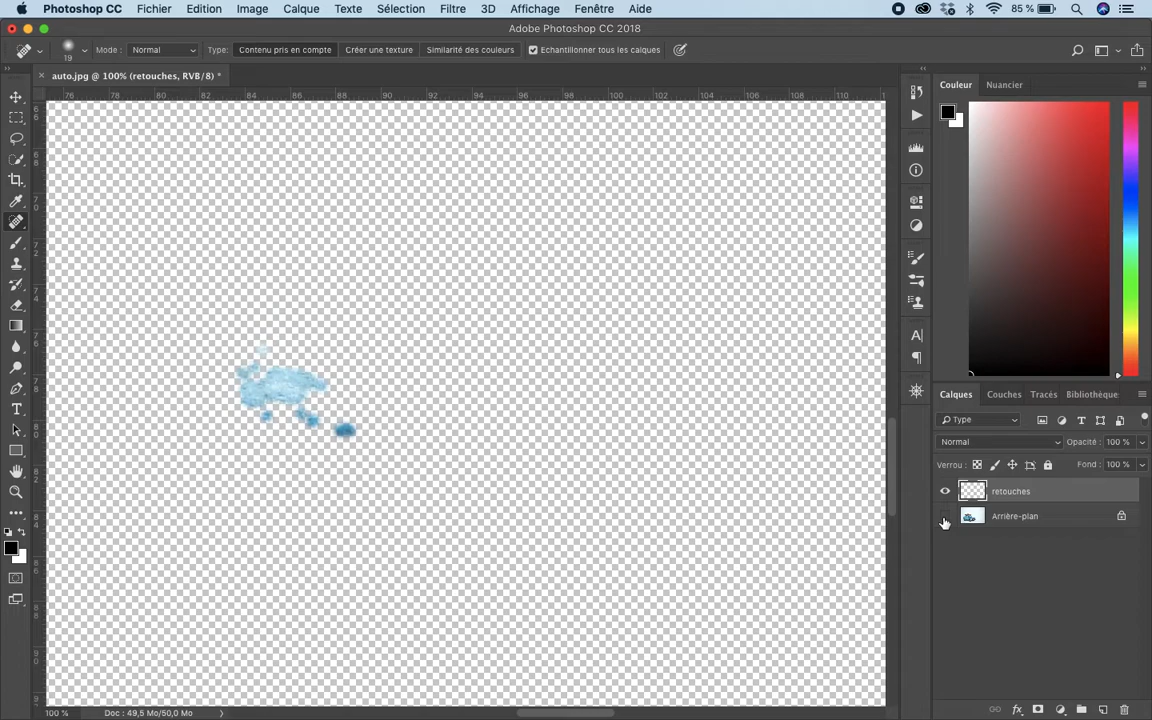 Photoshop CC Fichier Edition Image Calque Texte Sélection Filtre 3D Affichage Fenêtre Aide 85 %
Adobe Photoshop CC 2018
19 Mode : Normal Type: Contenu pris en compte Créer une texture Similarité des couleurs Echantillonner tous les calques
auto.jpg @ 100% (retouches, RVB/8) *
76 78 80 82 84 86 88 90 92 94 96 98 100 102 104 106 108 110
Couleur Nuancier
Calques Couches Tracés Bibliothèque
Type
Normal Opacité : 100 %
Verrou : Fond : 100 %
retouches
Arrière-plan
100 % Doc : 49,5 Mo/50,0 Mo